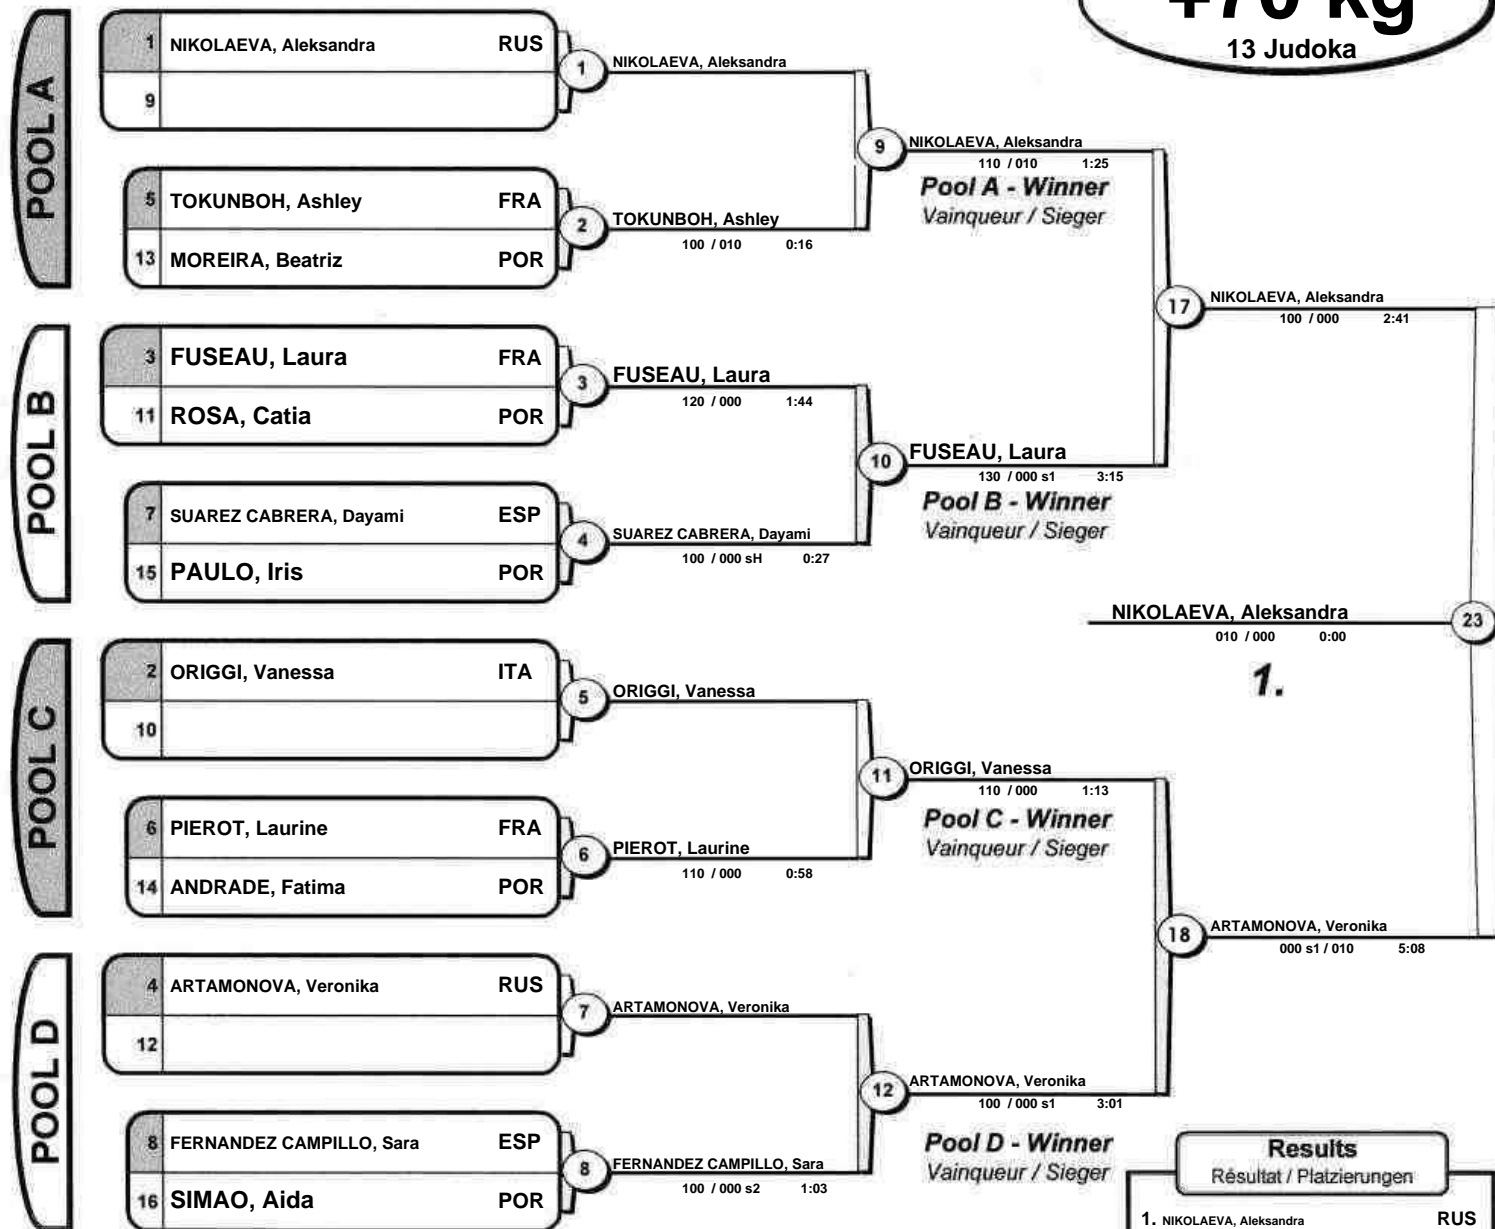 +70 kg
13 Judoka
POOL A
1 NIKOLAEVA, Aleksandra RUS
9
1 NIKOLAEVA, Aleksandra
5 TOKUNBOH, Ashley FRA
13 MOREIRA, Beatriz POR
2 TOKUNBOH, Ashley
100 / 010 0:16
9 NIKOLAEVA, Aleksandra
110 / 010 1:25
Pool A - Winner
Vainqueur / Sieger
POOL B
3 FUSEAU, Laura FRA
11 ROSA, Catia POR
3 FUSEAU, Laura
120 / 000 1:44
7 SUAREZ CABRERA, Dayami ESP
15 PAULO, Iris POR
4 SUAREZ CABRERA, Dayami
100 / 000 sH 0:27
10 FUSEAU, Laura
130 / 000 s1 3:15
Pool B - Winner
Vainqueur / Sieger
17 NIKOLAEVA, Aleksandra
100 / 000 2:41
NIKOLAEVA, Aleksandra 23
010 / 000 0:00
1.
POOL C
2 ORIGGI, Vanessa ITA
10
5 ORIGGI, Vanessa
6 PIEROT, Laurine FRA
14 ANDRADE, Fatima POR
6 PIEROT, Laurine
110 / 000 0:58
11 ORIGGI, Vanessa
110 / 000 1:13
Pool C - Winner
Vainqueur / Sieger
POOL D
4 ARTAMONOVA, Veronika RUS
12
7 ARTAMONOVA, Veronika
8 FERNANDEZ CAMPILLO, Sara ESP
16 SIMAO, Aida POR
8 FERNANDEZ CAMPILLO, Sara
100 / 000 s2 1:03
12 ARTAMONOVA, Veronika
100 / 000 s1 3:01
Pool D - Winner
Vainqueur / Sieger
18 ARTAMONOVA, Veronika
000 s1 / 010 5:08
Results
Résultat / Platzierungen
1. NIKOLAEVA, Aleksandra RUS